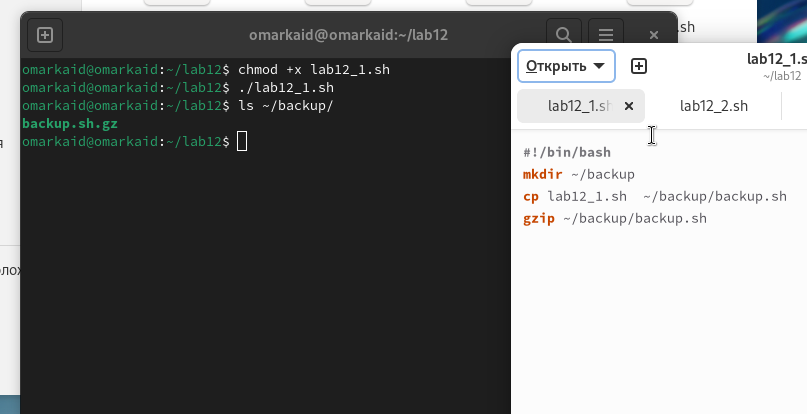 .sh
omarkaid@omarkaid:~/lab12
omarkaid@omarkaid:~/lab12$ chmod +x lab12_1.sh
omarkaid@omarkaid:~/lab12$ ./lab12_1.sh
omarkaid@omarkaid:~/lab12$ ls ~/backup/
backup.sh.gz
omarkaid@omarkaid:~/lab12$
Открыть
lab12_1.s
~/lab12
lab12_1.sh
lab12_2.sh
#!/bin/bash
mkdir ~/backup
cp lab12_1.sh  ~/backup/backup.sh
gzip ~/backup/backup.sh